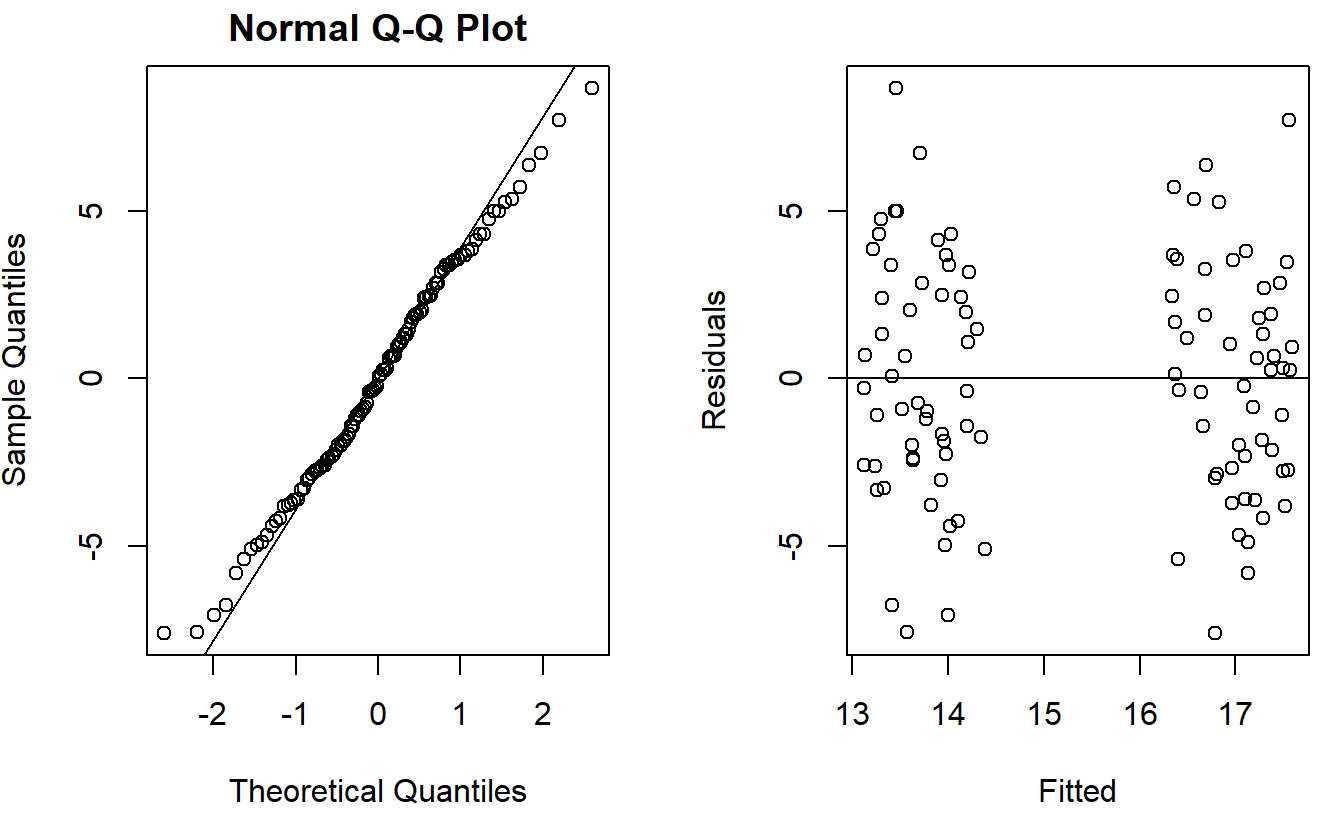 Normal Q-Q Plot
Sample Quantiles
5
0
-5
-2 -1 0 1 2
Theoretical Quantiles
Residuals
5
0
-5
13 14 15 16 17
Fitted